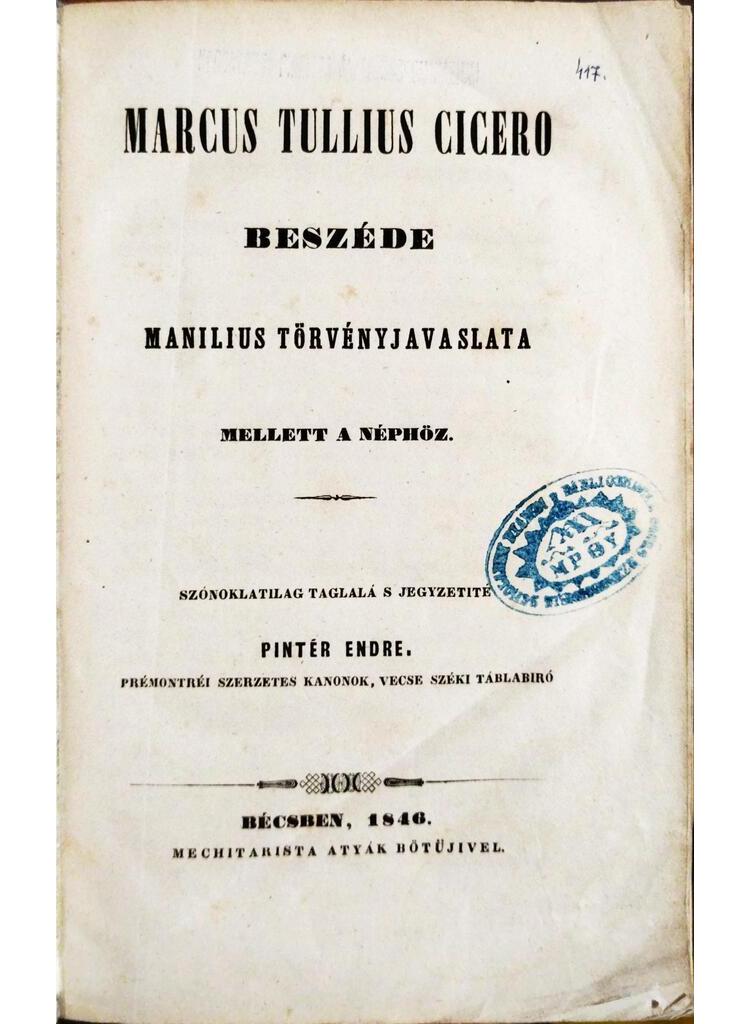 417.
MARCUS TULLIUS CICERO
BESZÉDE
MANILIUS TÖRVÉNYJAVASLATA
MELLETT A NÉPHÖZ.
SZÓNOKLATILAG TAGLALÁ S JEGYZETITÉ
PINTÉR ENDRE.
PRÉMONTRÉI SZERZETES KANONOK, VECSE SZÉKI TÁBLABIRÓ
MPGY
BÉCSBEN, 1846.
MECHITARISTA ATYÁK BÖTÜJIVEL.